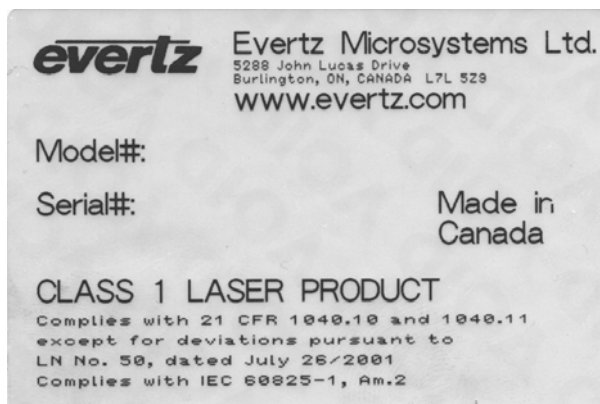 evertz
Evertz Microsystems Ltd.
5288 John Lucas Drive
Burlington, ON, CANADA L7L 5Z9
www.evertz.com
Model#:
Serial#:
Made in
Canada
CLASS 1 LASER PRODUCT
Complies with 21 CFR 1040.10 and 1040.11
except for deviations pursuant to
LN No. 50, dated July 26/2001
Complies with IEC 60825-1, Am.2